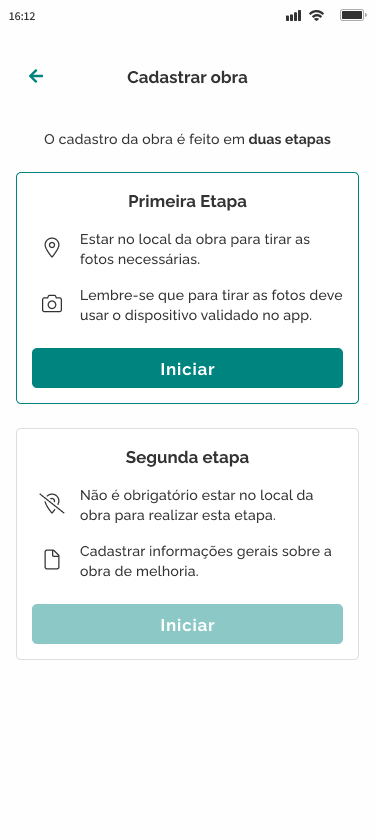 16:12
Cadastrar obra
O cadastro da obra é feito em duas etapas
Primeira Etapa
Estar no local da obra para tirar as
fotos necessárias.
Lembre-se que para tirar as fotos deve
usar o dispositivo validado no app.
Iniciar
Segunda etapa
Não é obrigatório estar no local da
obra para realizar esta etapa.
Cadastrar informações gerais sobre a
obra de melhoria.
Iniciar